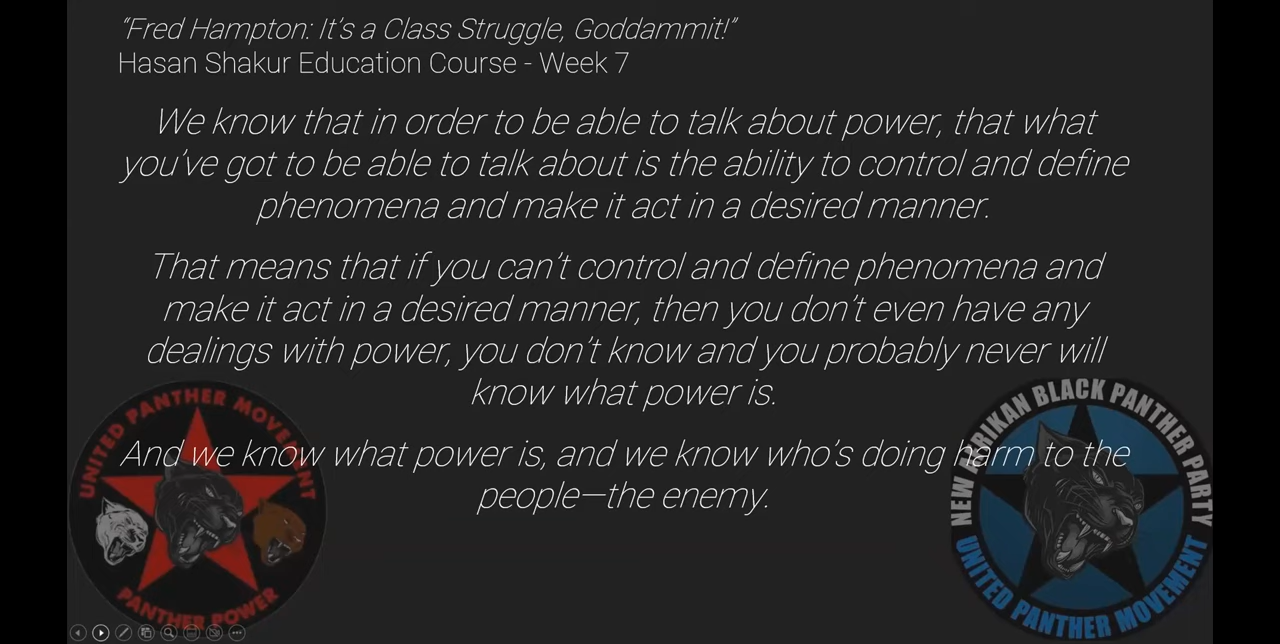 “Fred Hampton: It’s a Class Struggle, Goddammit!”
Hasan Shakur Education Course - Week 7
We know that in order to be able to talk about power, that what
you’ve got to be able to talk about is the ability to control and define
phenomena and make it act in a desired manner.
That means that if you can’t control and define phenomena and
make it act in a desired manner, then you don’t even have any
dealings with power, you don’t know and you probably never will
know what power is.
And we know what power is, and we know who’s doing harm to the
people—the enemy.
UNITED PANTHER MOVEMENT
PANTHER POWER
NEW AFRIKAN BLACK PANTHER PARTY
UNITED PANTHER MOVEMENT